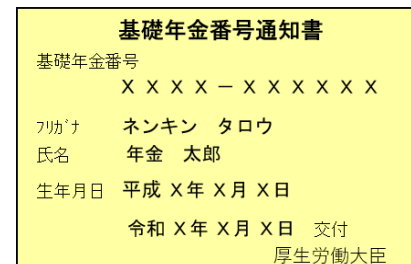 基礎年金番号通知書
基礎年金番号
ＸＸＸＸ－ＸＸＸＸＸＸ
ﾌﾘｶﾞﾅ ネンキン タロウ
氏名 年金 太郎
生年月日 平成 Ｘ年 Ｘ月 Ｘ日
令和 Ｘ年 Ｘ月 Ｘ日 交付
厚生労働大臣